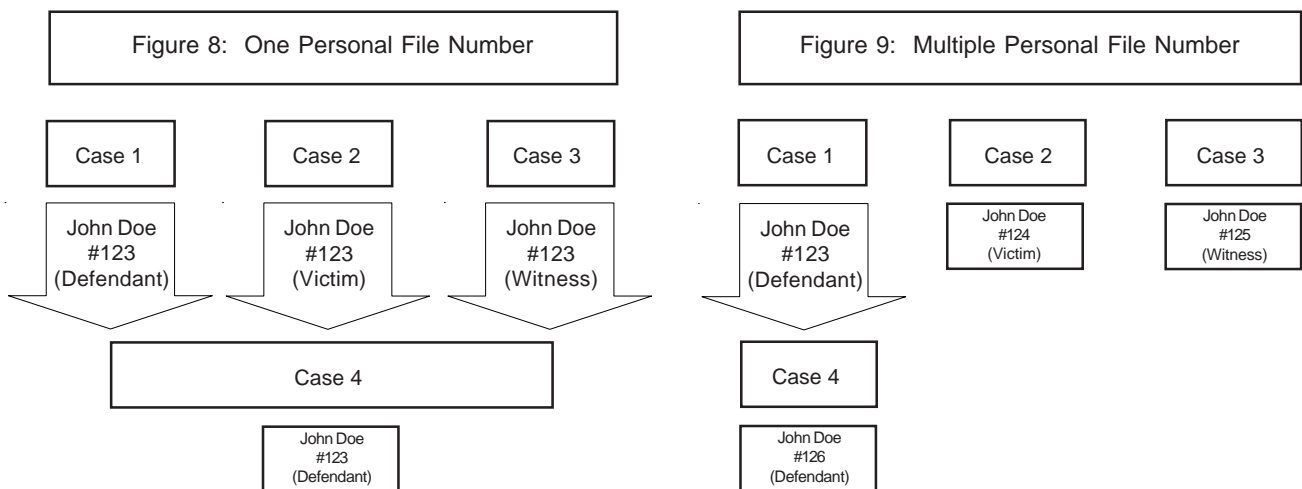 Figure 8: One Personal File Number
Case 1
Case 2
Case 3
John Doe
#123
(Defendant)
John Doe
#123
(Victim)
John Doe
#123
(Witness)
Case 4
John Doe
#123
(Defendant)
Figure 9: Multiple Personal File Number
Case 1
Case 2
Case 3
John Doe
#123
(Defendant)
John Doe
#124
(Victim)
John Doe
#125
(Witness)
Case 4
John Doe
#126
(Defendant)